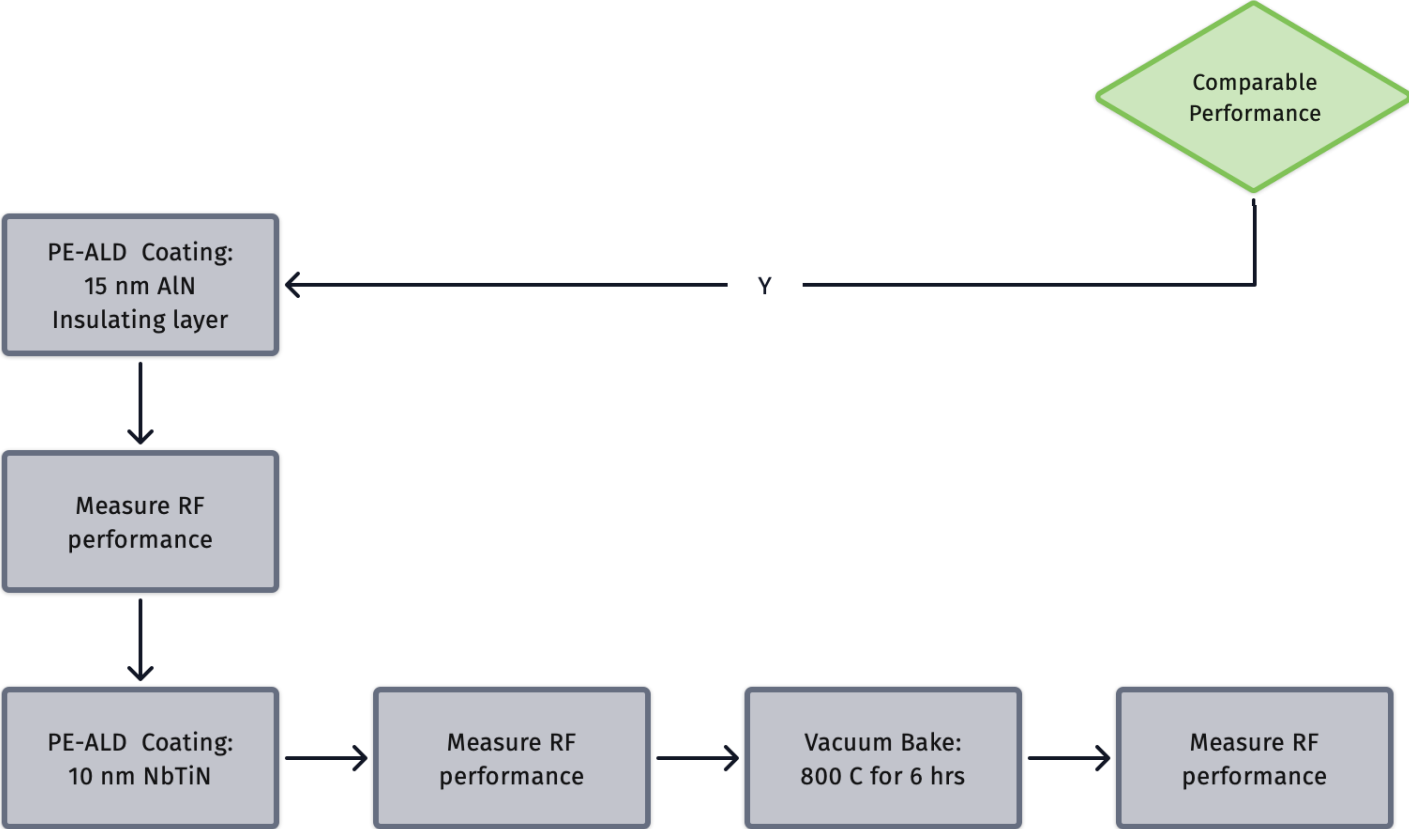 Comparable
Performance
Y
PE-ALD  Coating:
15 nm AlN
Insulating layer
Measure RF
performance
PE-ALD  Coating:
10 nm NbTiN
Measure RF
performance
Vacuum Bake:
800 C for 6 hrs
Measure RF
performance